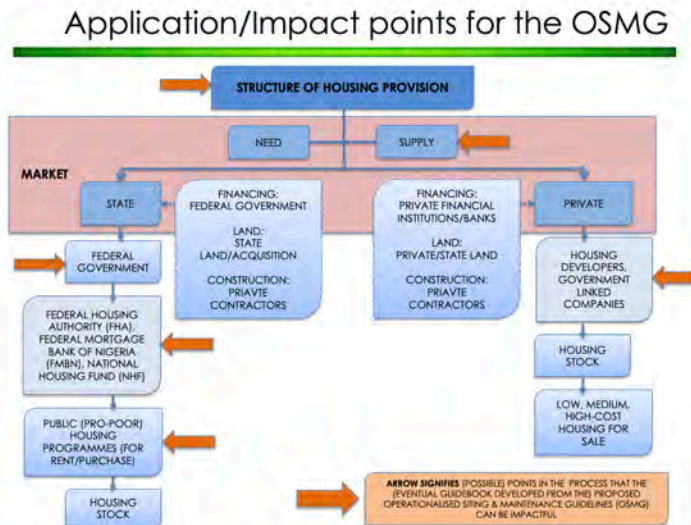 Application/Impact points for the OSMG
STRUCTURE OF HOUSING PROVISION
NEED
SUPPLY
MARKET
STATE
FINANCING:
FEDERAL GOVERNMENT
LAND:
STATE
LAND/ACQUISITION
CONSTRUCTION:
PRIAVTE
CONTRACTORS
FINANCING:
PRIVATE FINANCIAL
INSTITUTIONS/BANKS
LAND:
PRIVATE/STATE LAND
CONSTRUCTION:
PRIAVTE
CONTRACTORS
PRIVATE
FEDERAL
GOVERNMENT
HOUSING
DEVELOPERS,
GOVERNMENT
LINKED
COMPANIES
FEDERAL HOUSING
AUTHORITY (FHA),
FEDERAL MORTGAGE
BANK OF NIGERIA
(FMBN), NATIONAL
HOUSING FUND (NHF)
HOUSING
STOCK
PUBLIC (PRO-POOR)
HOUSING
PROGRAMMES (FOR
RENT/PURCHASE)
LOW, MEDIUM,
HIGH-COST
HOUSING FOR
SALE
HOUSING
STOCK
ARROW SIGNIFIES (POSSIBLE) POINTS IN THE PROCESS THAT THE
(EVENTUAL GUIDEBOOK DEVELOPED FROM THE) PROPOSED
OPERATIONALISED SITING & MAINTENANCE GUIDELINES (OSMG)
CAN BE IMPACTFUL